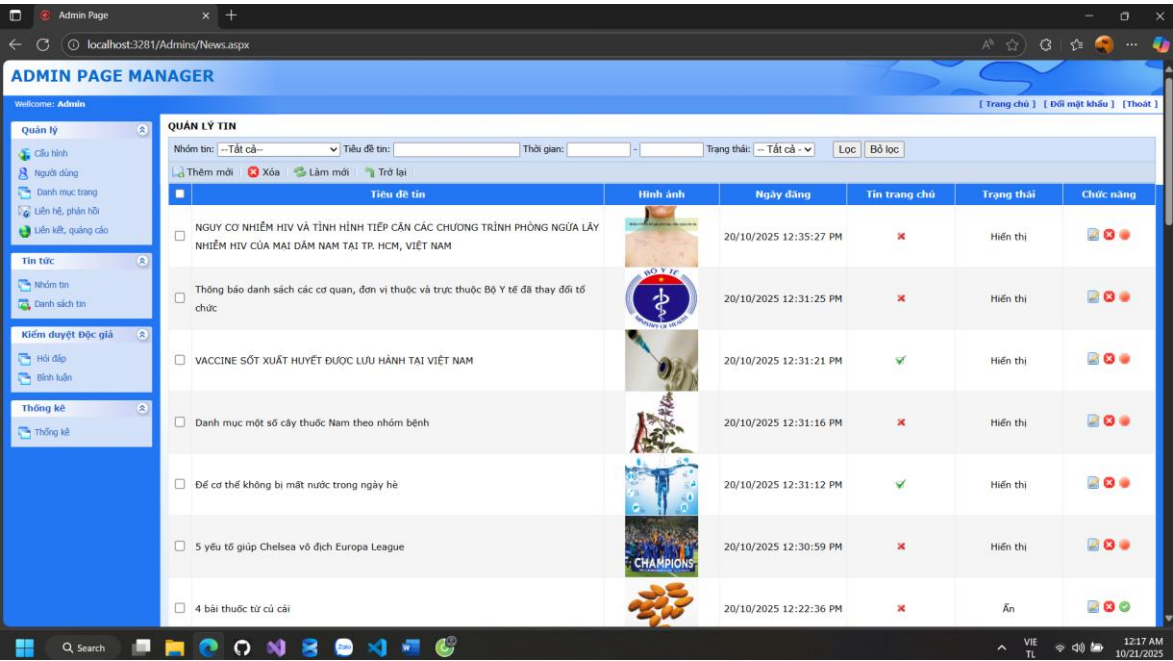 Admin Page
localhost:3281/Admins/News.aspx
ADMIN PAGE MANAGER
Wellcome: Admin
[ Trang chủ ] [ Đổi mật khẩu ] [Thoát ]
Quản lý
Cấu hình
Người dùng
Danh mục trang
Liên hệ, phản hồi
Liên kết, quảng cáo
Tin tức
Nhóm tin
Danh sách tin
Kiểm duyệt Độc giả
Hỏi đáp
Bình luận
Thống kê
Thống kê
QUẢN LÝ TIN
Nhóm tin: --Tất cả-- Tiêu đề tin: Thời gian: - Trạng thái: -- Tất cả - Lọc Bỏ lọc
Thêm mới Xóa Làm mới Trở lại
Tiêu đề tin Hình ảnh Ngày đăng Tin trang chủ Trạng thái Chức năng
NGUY CƠ NHIỄM HIV VÀ TÌNH HÌNH TIẾP CẬN CÁC CHƯƠNG TRÌNH PHÒNG NGỪA LÂY
NHIỄM HIV CỦA MẠI DÂM NAM TẠI TP. HCM, VIỆT NAM
20/10/2025 12:35:27 PM Hiển thị
Thông báo danh sách các cơ quan, đơn vị thuộc và trực thuộc Bộ Y tế đã thay đổi tổ
chức
BỘ Y TẾ
MINISTRY OF HEALTH
20/10/2025 12:31:25 PM Hiển thị
VACCINE SỐT XUẤT HUYẾT ĐƯỢC LƯU HÀNH TẠI VIỆT NAM 20/10/2025 12:31:21 PM Hiển thị
Danh mục một số cây thuốc Nam theo nhóm bệnh 20/10/2025 12:31:16 PM Hiển thị
Để cơ thể không bị mất nước trong ngày hè 20/10/2025 12:31:12 PM Hiển thị
5 yếu tố giúp Chelsea vô địch Europa League CHAMPIONS 20/10/2025 12:30:59 PM Hiển thị
4 bài thuốc từ củ cải 20/10/2025 12:22:36 PM Ẩn
Search
Zalo
VIE
TL
12:17 AM
10/21/2025